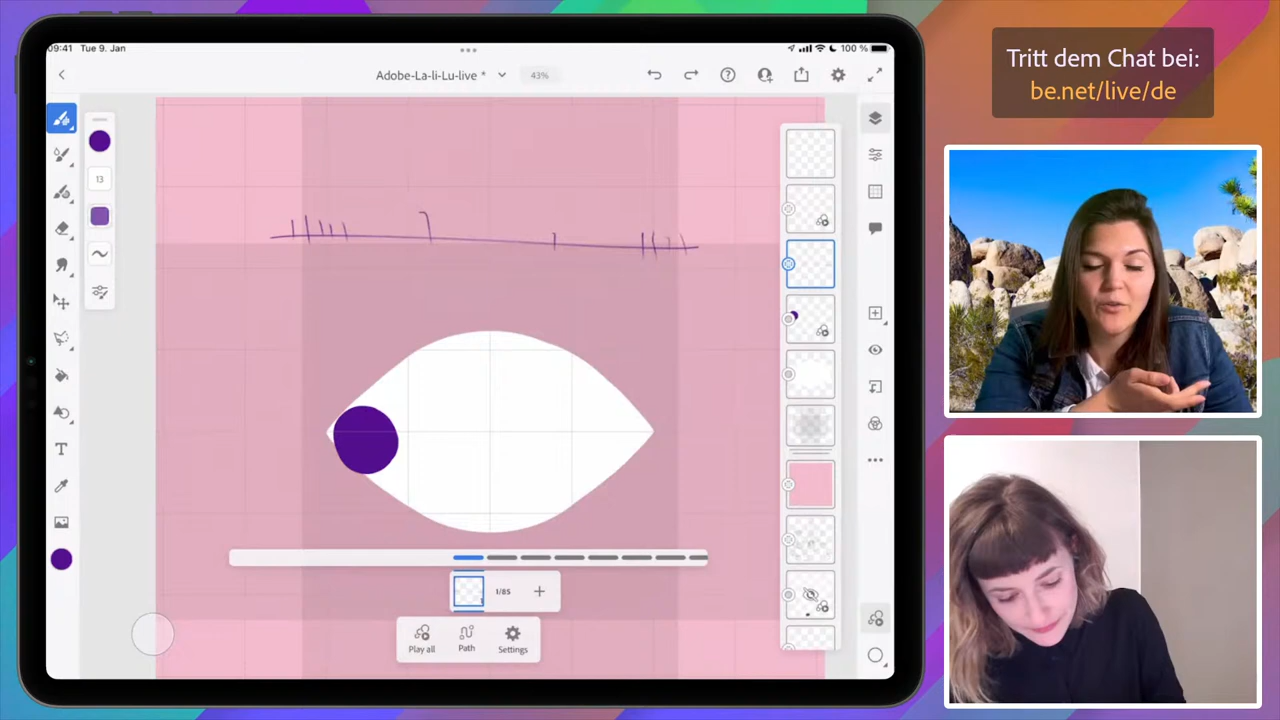 09:41 Tue 9. Jan
100 %
Adobe-La-li-Lu-live *
43%
13
1/85
Play all
Path
Settings
T
Tritt dem Chat bei:
be.net/live/de